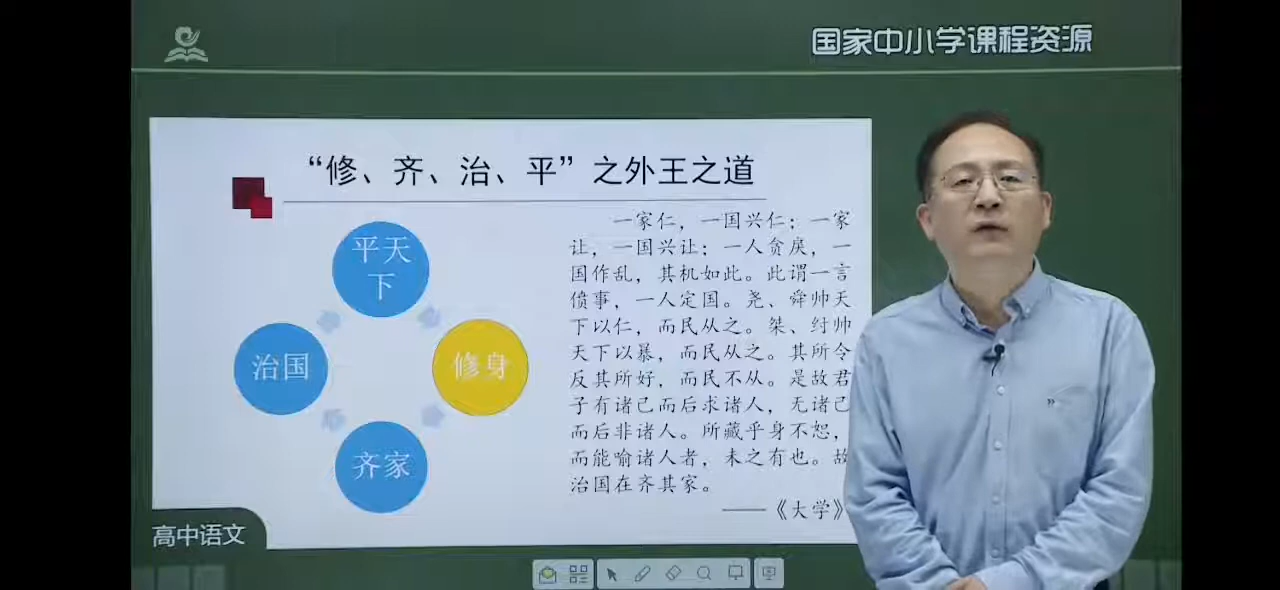 国家中小学课程资源
“修、齐、治、平”之外王之道
平天
下
治国
修身
齐家
一家仁，一国兴仁；一家
让，一国兴让；一人贪戾，一
国作乱，其机如此。此谓一言
偾事，一人定国。尧、舜帅天
下以仁，而民从之。桀、纣帅
天下以暴，而民从之。其所令
反其所好，而民不从。是故君
子有诸己而后求诸人，无诸己
而后非诸人。所藏乎身不恕，
而能喻诸人者，未之有也。故
治国在齐其家。
——《大学》
高中语文